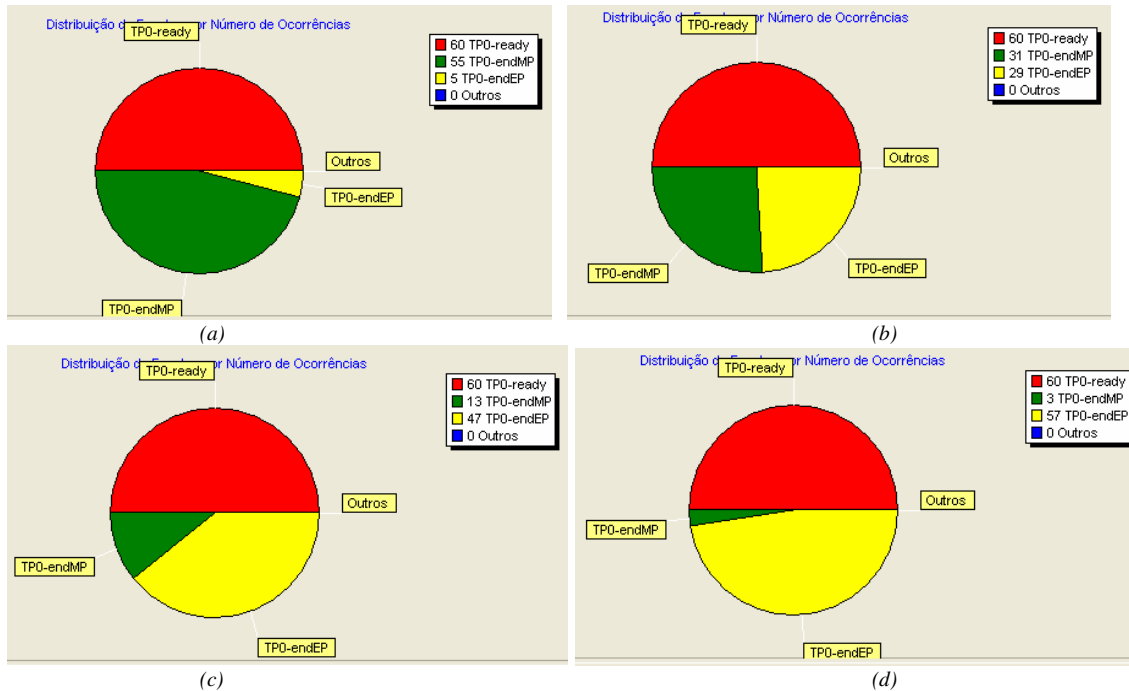 Distribuição d por Número de Ocorrências
TP0-ready
60 TP0-ready
55 TP0-endMP
5 TP0-endEP
0 Outros
Outros
TP0-endEP
TP0-endMP
(a)
Distribuição d por Número de Ocorrências
TP0-ready
60 TP0-ready
31 TP0-endMP
29 TP0-endEP
0 Outros
Outros
TP0-endMP
TP0-endEP
(b)
Distribuição d or Número de Ocorrências
TP0-ready
60 TP0-ready
13 TP0-endMP
47 TP0-endEP
0 Outros
Outros
TP0-endMP
TP0-endEP
(c)
Distribuição d or Número de Ocorrências
TP0-ready
60 TP0-ready
3 TP0-endMP
57 TP0-endEP
0 Outros
Outros
TP0-endMP
TP0-endEP
(d)